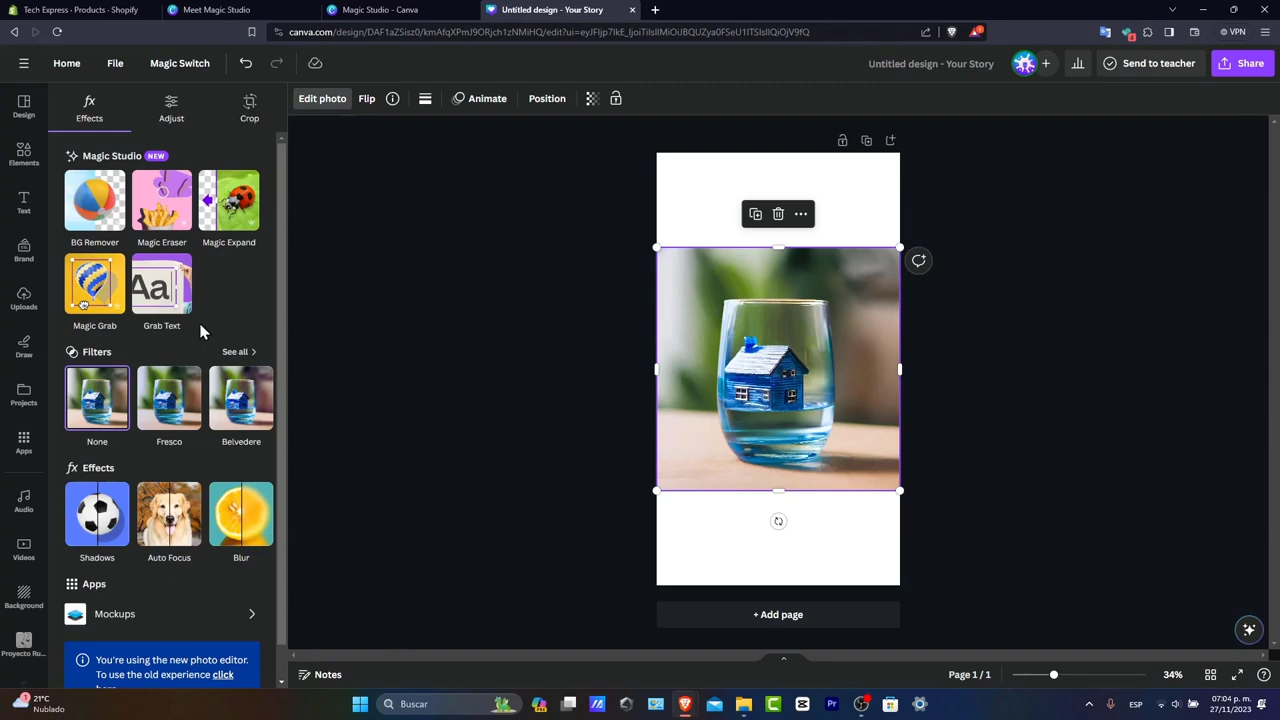 Tech Express · Products · Shopify
Meet Magic Studio
Magic Studio - Canva
Untitled design - Your Story
canva.com/design/DAF1aZSisz0/kmAfqXPmJ9ORjch1zNMiHQ/edit?ui=
VPN
Home
File
Magic Switch
Untitled design - Your Story
Send to teacher
Share
Design
Elements
Text
Brand
Uploads
Draw
Projects
Apps
Audio
Videos
Background
Proyecto Ru...
Effects
Adjust
Crop
Edit photo
Flip
Animate
Position
Magic Studio NEW
BG Remover
Magic Eraser
Magic Expand
Aa
Magic Grab
Grab Text
Filters
See all
None
Fresco
Belvedere
Effects
Shadows
Auto Focus
Blur
Apps
Mockups
You're using the new photo editor.
To use the old experience click
+ Add page
Notes
Page 1 / 1
34%
21°C
Nublado
Buscar
Pr
ESP
07:04 p. m.
27/11/2023